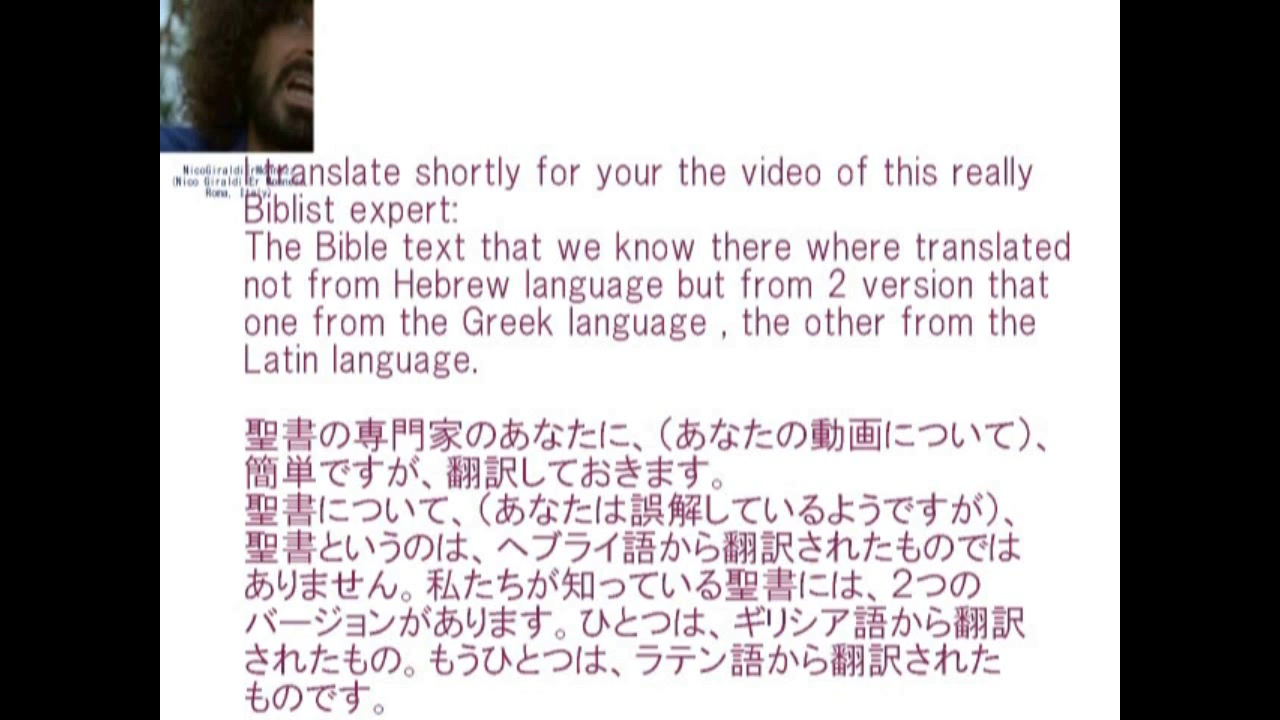 NicoGiraldi
(Nico Giraldi Er
Roma, Italy)
I translate shortly for your the video of this really
Biblist expert:
The Bible text that we know there where translated
not from Hebrew language but from 2 version that
one from the Greek language , the other from the
Latin language.
聖書の専門家のあなたに、（あなたの動画について）、
簡単ですが、翻訳しておきます。
聖書について、（あなたは誤解しているようですが）、
聖書というのは、ヘブライ語から翻訳されたものでは
ありません。私たちが知っている聖書には、２つの
バージョンがあります。ひとつは、ギリシア語から翻訳
されたもの。もうひとつは、ラテン語から翻訳された
ものです。